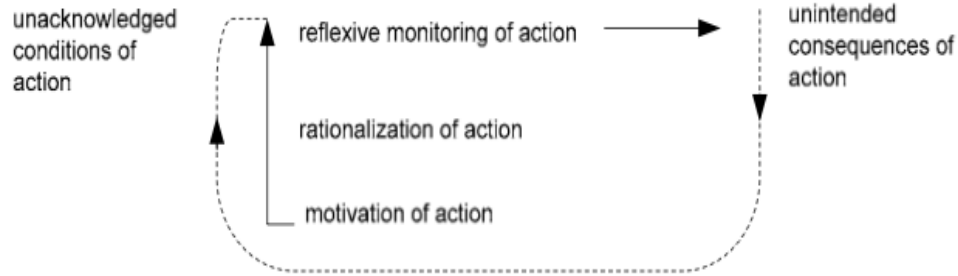 unacknowledged
conditions of
action
reflexive monitoring of action
rationalization of action
motivation of action
unintended
consequences of
action